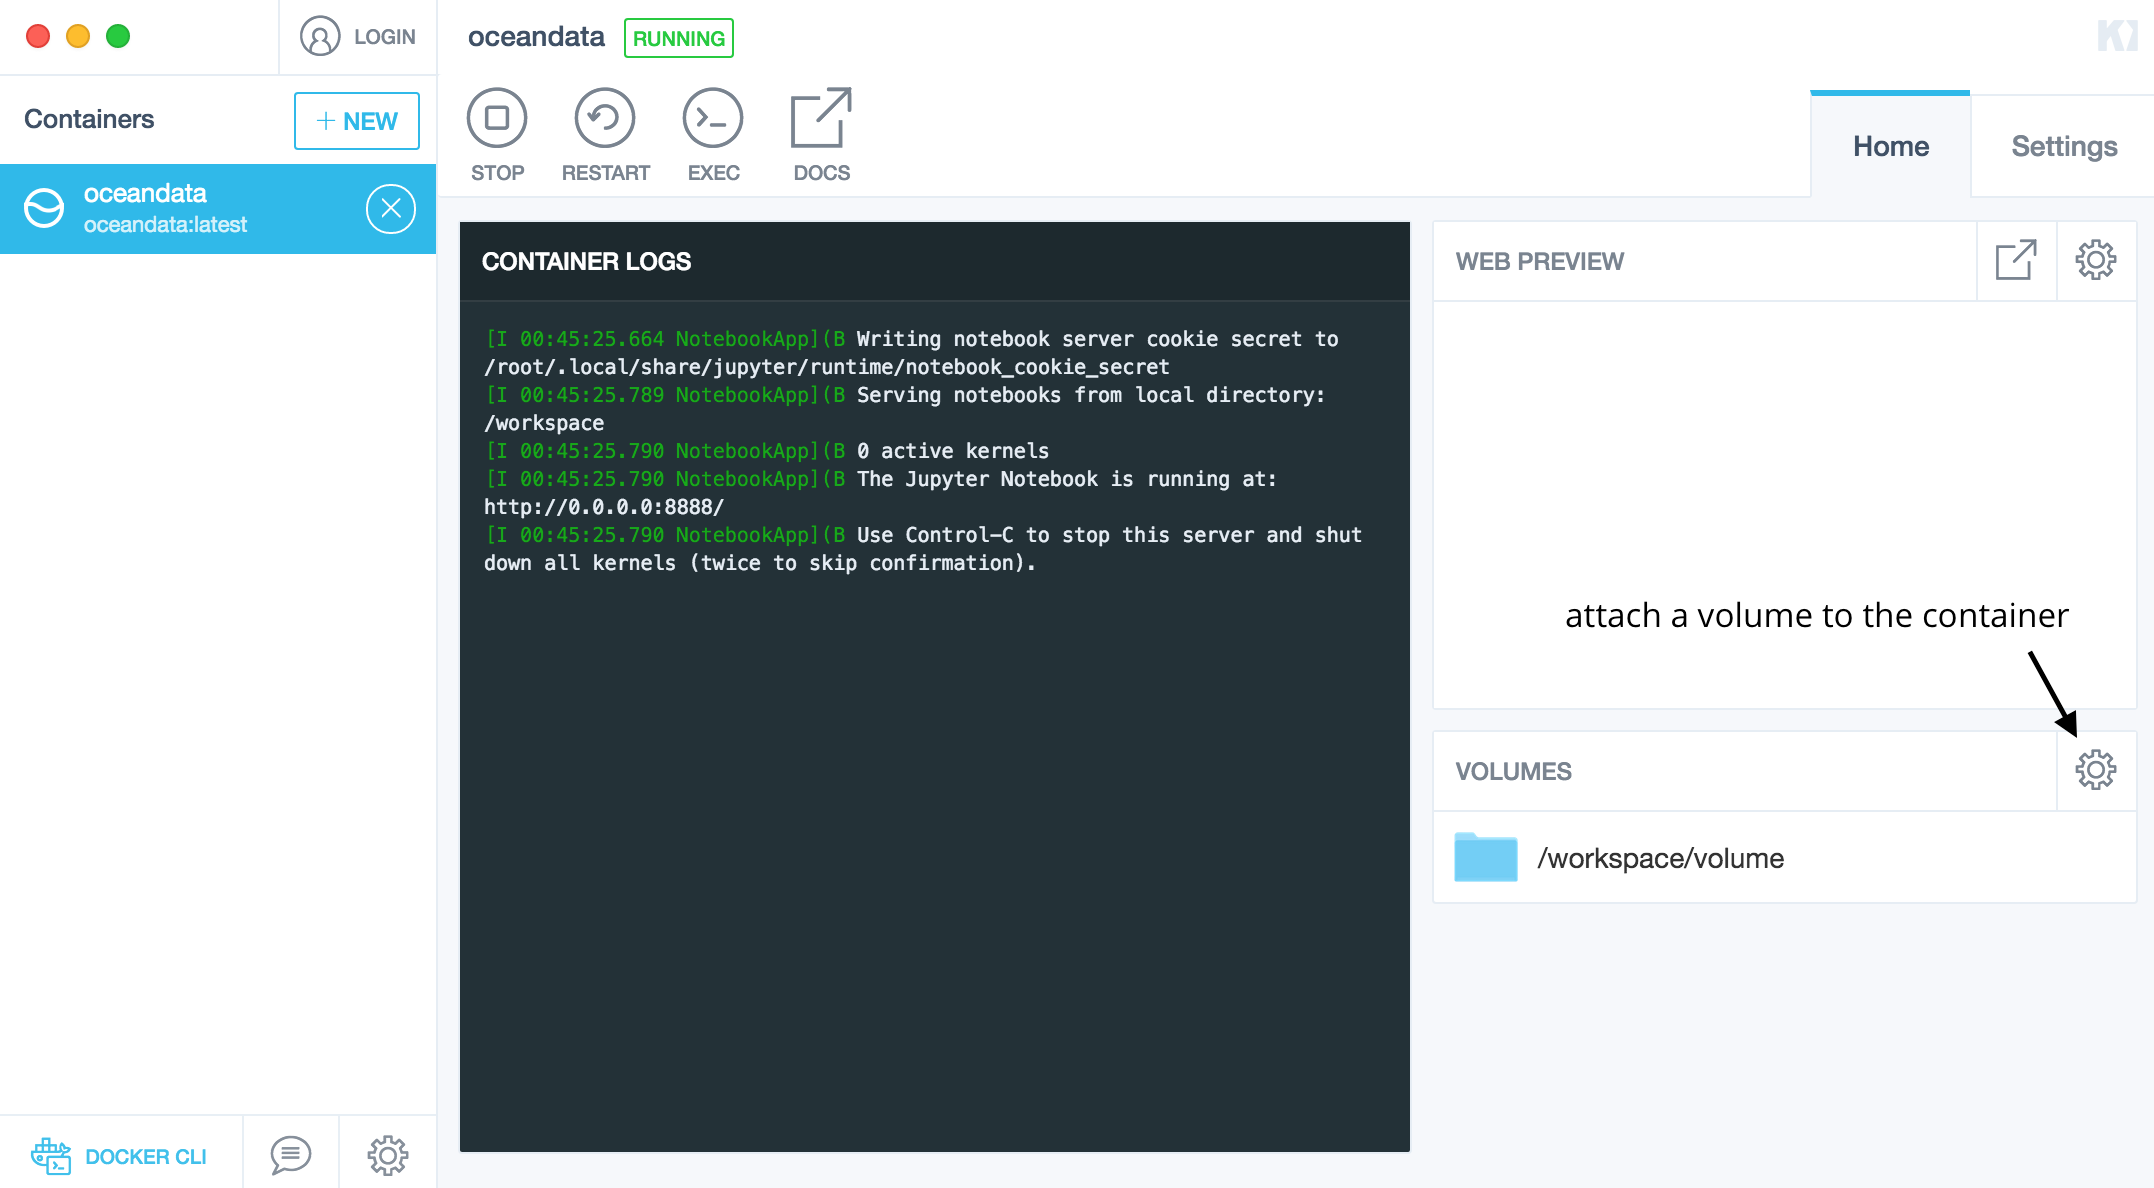 LOGIN
oceandata RUNNING
Containers
+ NEW
oceandata
oceandata:latest
STOP RESTART EXEC DOCS
Home Settings
CONTAINER LOGS
[I 00:45:25.664 NotebookApp](B Writing notebook server cookie secret to
/root/.local/share/jupyter/runtime/notebook_cookie_secret
[I 00:45:25.789 NotebookApp](B Serving notebooks from local directory:
/workspace
[I 00:45:25.790 NotebookApp](B 0 active kernels
[I 00:45:25.790 NotebookApp](B The Jupyter Notebook is running at:
http://0.0.0.0:8888/
[I 00:45:25.790 NotebookApp](B Use Control-C to stop this server and shut
down all kernels (twice to skip confirmation).
WEB PREVIEW
attach a volume to the container
VOLUMES
/workspace/volume
DOCKER CLI